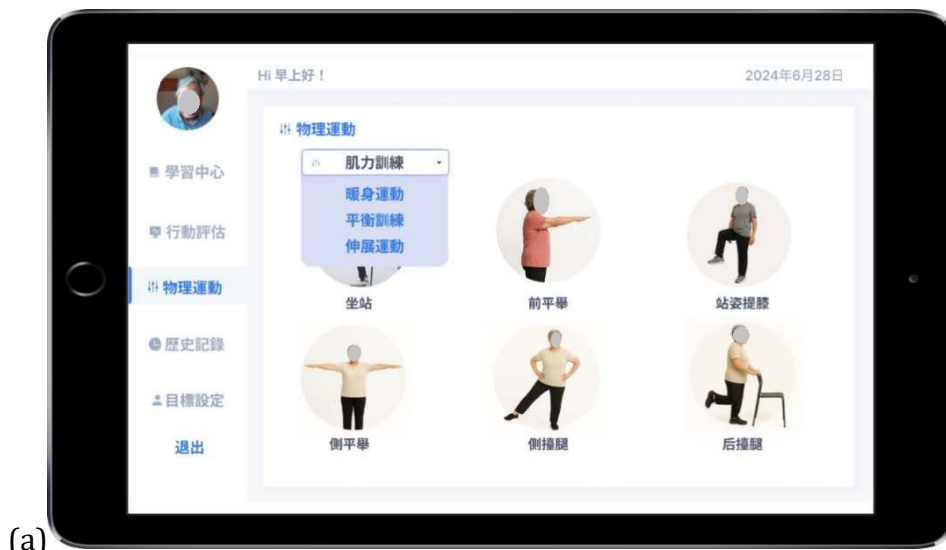 Hi 早上好！
2024年6月28日
學習中心
行動評估
物理運動
歷史記錄
目標設定
退出
物理運動
肌力訓練
暖身運動
平衡訓練
伸展運動
坐站
前平舉
站姿提膝
側平舉
側擡腿
后擡腿
(a)